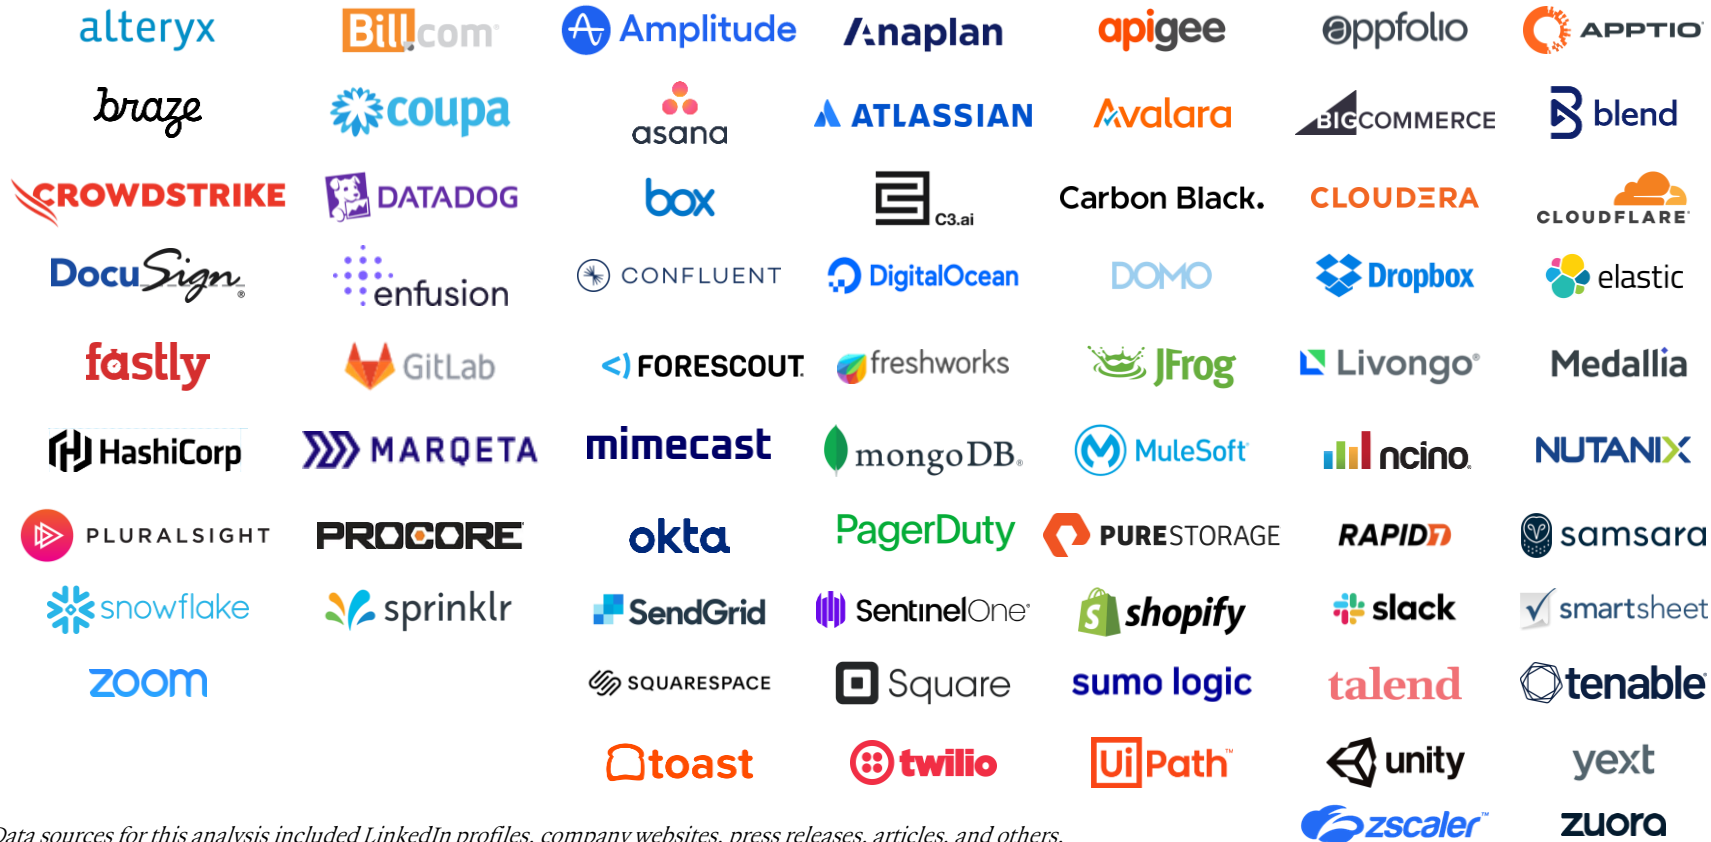 alteryx Bill.com Amplitude Anaplan apigee appfolio APPTIO
braze coupa asana ATLASSIAN Avalara BIGCOMMERCE blend
CROWDSTRIKE DATADOG box C3.ai Carbon Black. CLOUDERA CLOUDFLARE
DocuSign® enfusion CONFLUENT DigitalOcean DOMO Dropbox elastic
fastly GitLab FORESCOUT. freshworks JFrog Livongo® Medallia
HashiCorp MARQETA mimecast mongoDB® MuleSoft ncino® NUTANIX
PLURALSIGHT PROCORE okta PagerDuty PURESTORAGE RAPID7 samsara
snowflake sprinklr SendGrid SentinelOne® shopify slack smartsheet
zoom SQUARESPACE Square sumo logic talend tenable®
toast twilio UiPath™ unity yext
zscaler™ zuora
Data sources for this analysis included LinkedIn profiles, company websites, press releases, articles, and others.